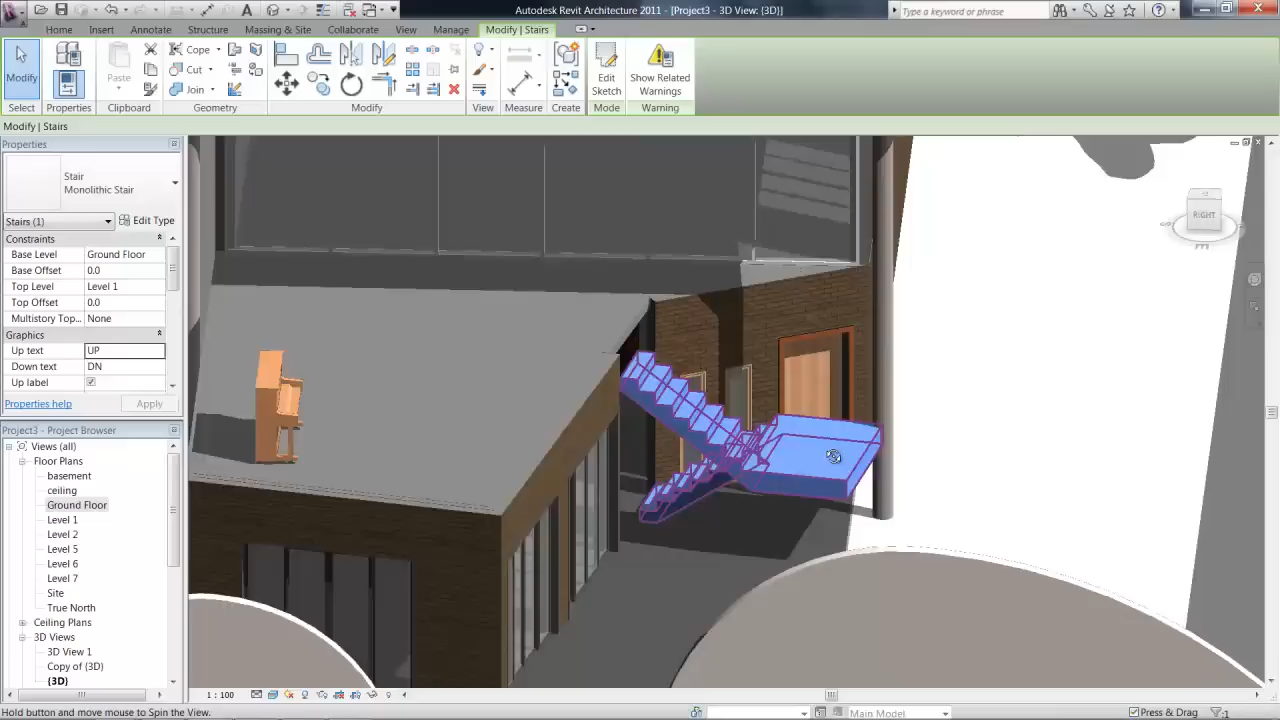 Autodesk Revit Architecture 2011 - [Project3 - 3D View: {3D}]
Type a keyword or phrase
Home Insert Annotate Structure Massing & Site Collaborate View Manage Modify | Stairs
Modify
Paste
Cope
Cut
Join
Edit Sketch
Show Related Warnings
Select Properties Clipboard Geometry Modify View Measure Create Mode Warning
Modify | Stairs
Properties
Stair
Monolithic Stair
Stairs (1) Edit Type
Constraints
Base Level Ground Floor
Base Offset 0.0
Top Level Level 1
Top Offset 0.0
Multistory Top... None
Graphics
Up text UP
Down text DN
Up label
Properties help Apply
Project3 - Project Browser
Views (all)
Floor Plans
basement
ceiling
Ground Floor
Level 1
Level 2
Level 5
Level 6
Level 7
Site
True North
Ceiling Plans
3D Views
3D View 1
Copy of {3D}
{3D}
RIGHT
1 : 100
Hold button and move mouse to Spin the View.
Main Model
Press & Drag
:1